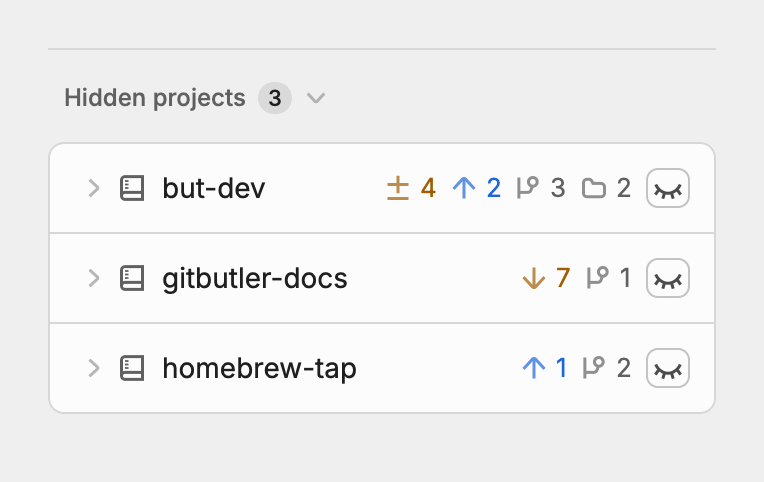 Hidden projects 3
but-dev ± 4 ↑ 2 3 2
gitbutler-docs ↓ 7 1
homebrew-tap ↑ 1 2